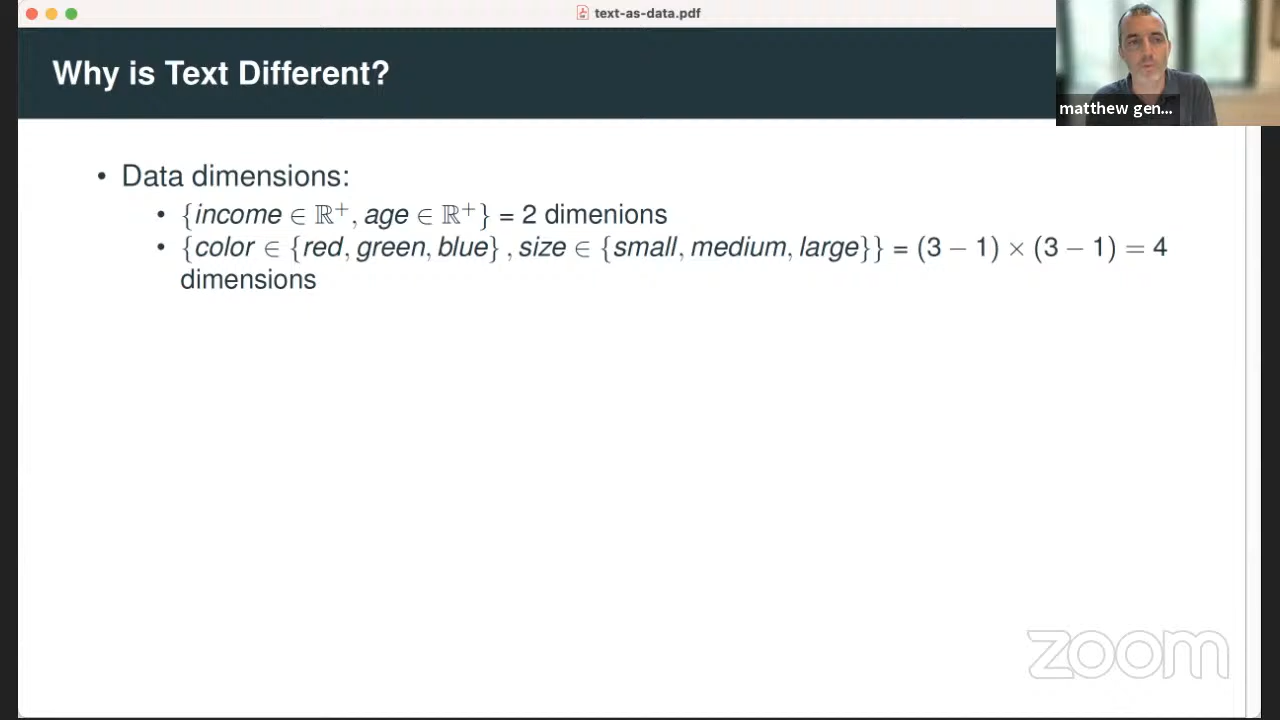 text-as-data.pdf
Why is Text Different?
matthew gen...
• Data dimensions:
• {income ∈ ℝ⁺, age ∈ ℝ⁺} = 2 dimenions
• {color ∈ {red, green, blue} , size ∈ {small, medium, large}} = (3 − 1) × (3 − 1) = 4
dimensions
zoom